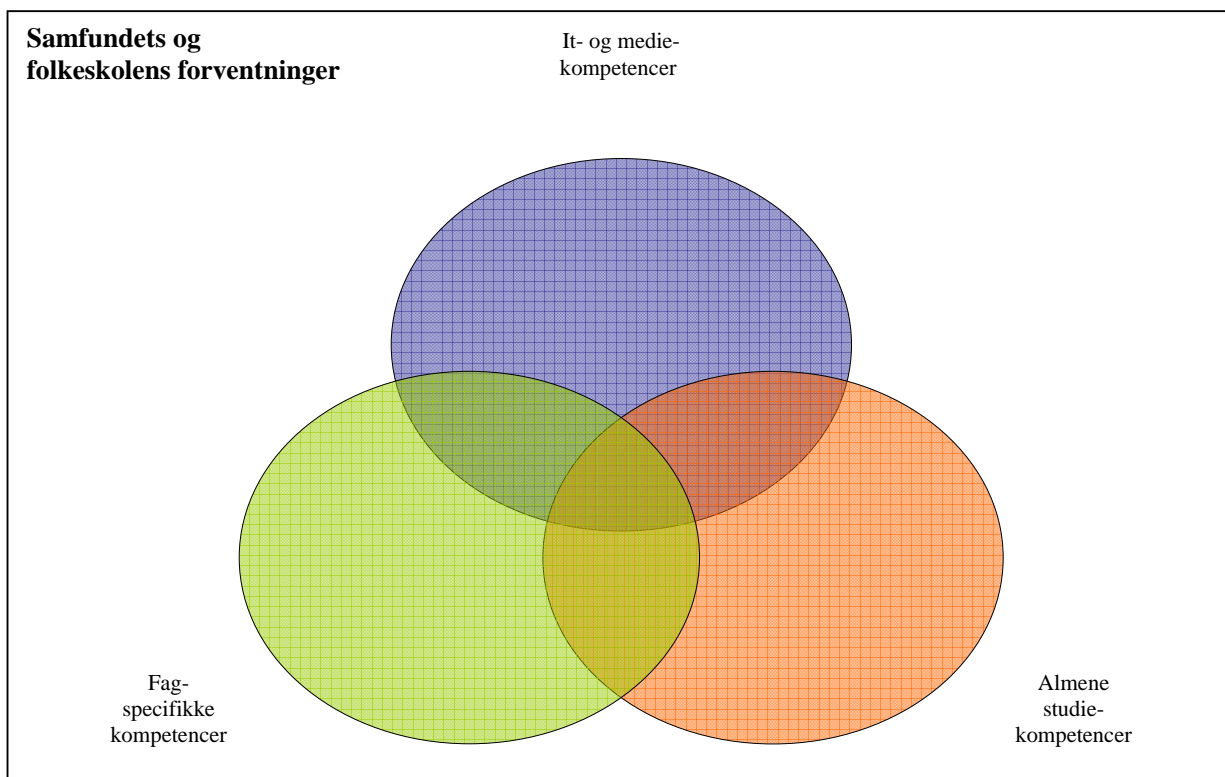 Samfundets og
folkeskolens forventninger
It- og medie-
kompetencer
Fag-
specifikke
kompetencer
Almene
studie-
kompetencer